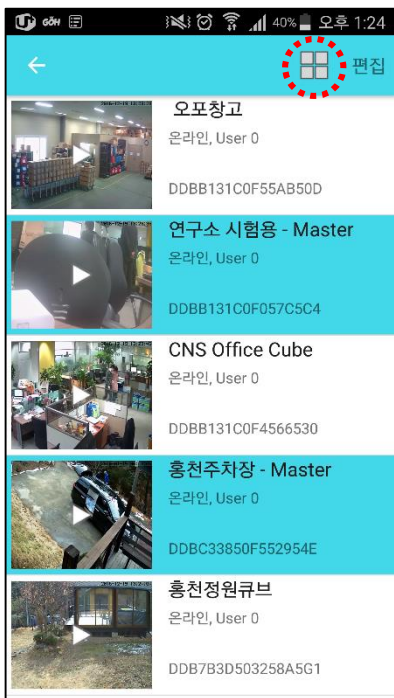 GŌH 40% 오후 1:24
편집
오포창고
온라인, User 0
DDBB131C0F55AB50D
연구소 시험용 - Master
온라인, User 0
DDBB131C0F057C5C4
CNS Office Cube
온라인, User 0
DDBB131C0F4566530
홍천주차장 - Master
온라인, User 0
DDBC33850F552954E
홍천정원큐브
온라인, User 0
DDB7B3D503258A5G1